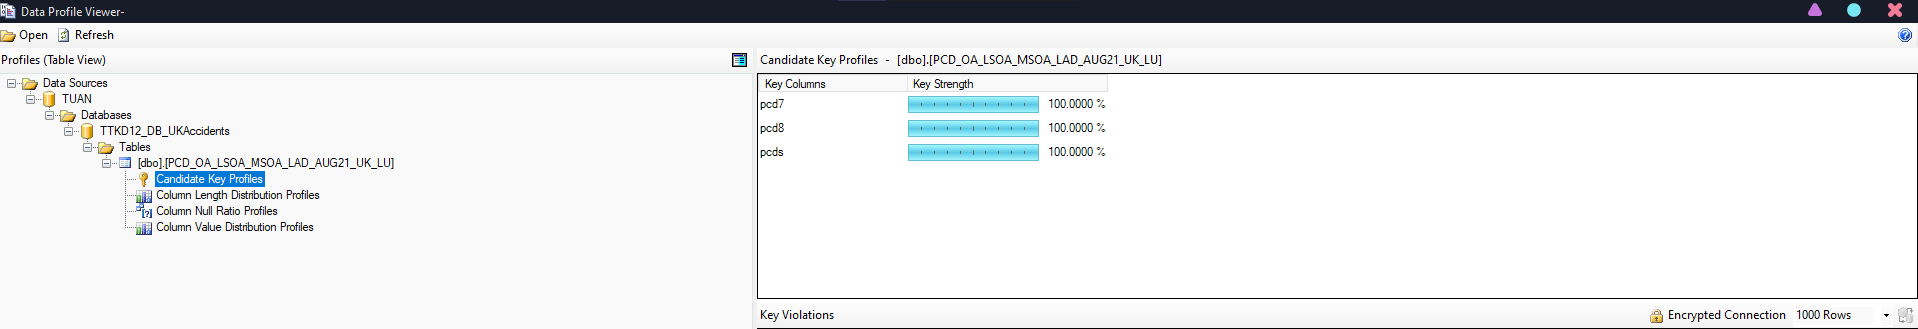 Data Profile Viewer-
Open Refresh
Profiles (Table View)
Data Sources
TUAN
Databases
TTKD12_DB_UKAccidents
Tables
[dbo].[PCD_OA_LSOA_MSOA_LAD_AUG21_UK_LU]
Candidate Key Profiles
Column Length Distribution Profiles
Column Null Ratio Profiles
Column Value Distribution Profiles
Candidate Key Profiles - [dbo].[PCD_OA_LSOA_MSOA_LAD_AUG21_UK_LU]
Key Columns Key Strength
pcd7 100.0000 %
pcd8 100.0000 %
pcds 100.0000 %
Key Violations Encrypted Connection 1000 Rows